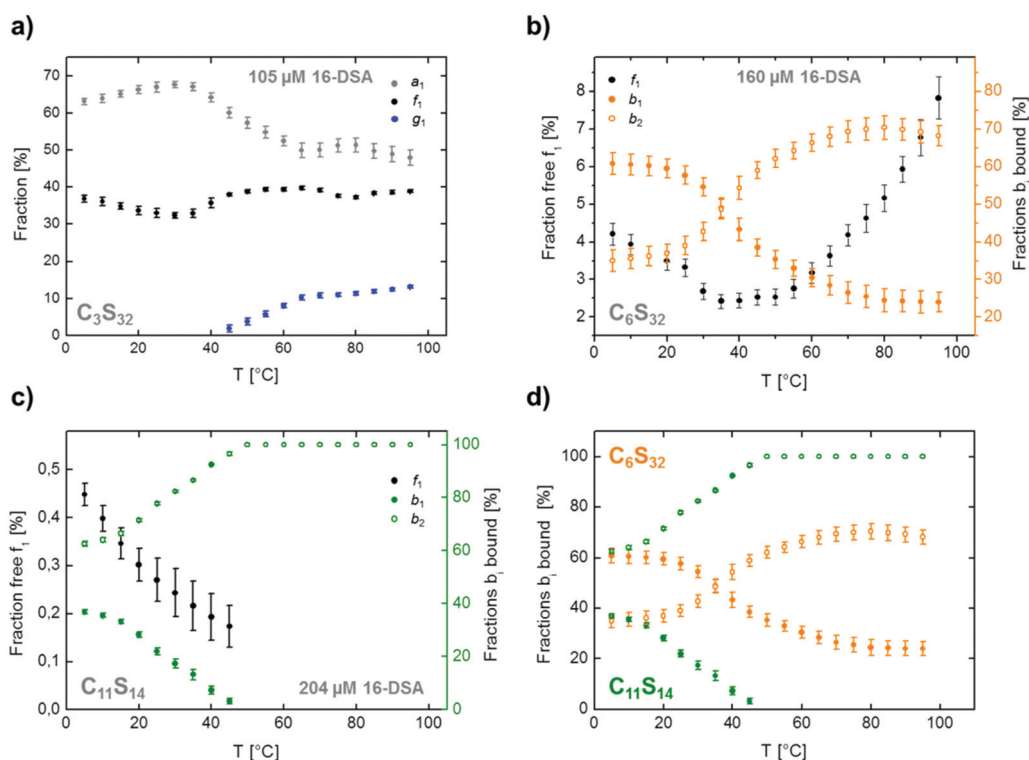 a)
105 µM 16-DSA
a₁
f₁
g₁
70
60
50
40
30
20
10
0
Fraction [%]
C₃S₃₂
0 20 40 60 80 100
T [°C]
b)
160 µM 16-DSA
f₁
b₁
b₂
8
7
6
5
4
3
2
Fraction free f₁ [%]
80
70
60
50
40
30
20
Fractions bᵢ bound [%]
C₆S₃₂
0 20 40 60 80 100
T [°C]
c)
f₁
b₁
b₂
0,5
0,4
0,3
0,2
0,1
0,0
Fraction free f₁ [%]
100
80
60
40
20
0
Fractions bᵢ bound [%]
C₁₁S₁₄
204 µM 16-DSA
0 20 40 60 80 100
T [°C]
d)
C₆S₃₂
100
80
60
40
20
0
Fractions bᵢ bound [%]
C₁₁S₁₄
0 20 40 60 80 100
T [°C]